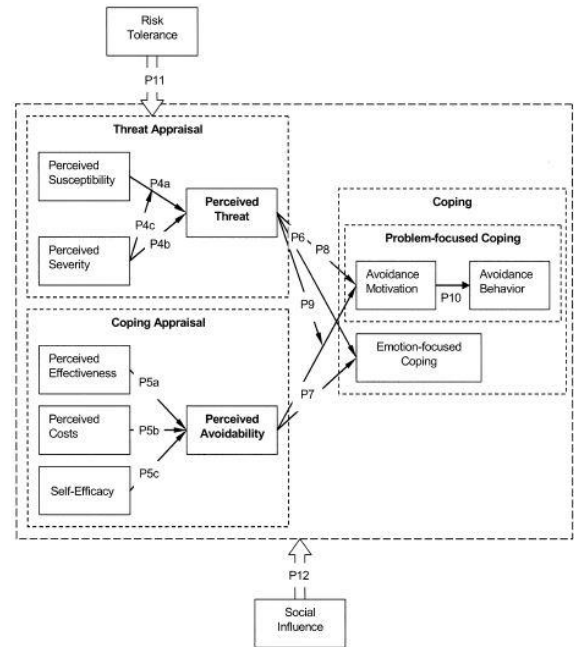 Risk
Tolerance
P11
Threat Appraisal
Perceived
Susceptibility
P4a
Perceived
Threat
P4c
P4b
Perceived
Severity
Coping
Problem-focused Coping
P6
P8
Avoidance
Motivation
P10
Avoidance
Behavior
P9
Emotion-focused
Coping
P7
Coping Appraisal
Perceived
Effectiveness
P5a
Perceived
Costs
P5b
Perceived
Avoidability
P5c
Self-Efficacy
P12
Social
Influence